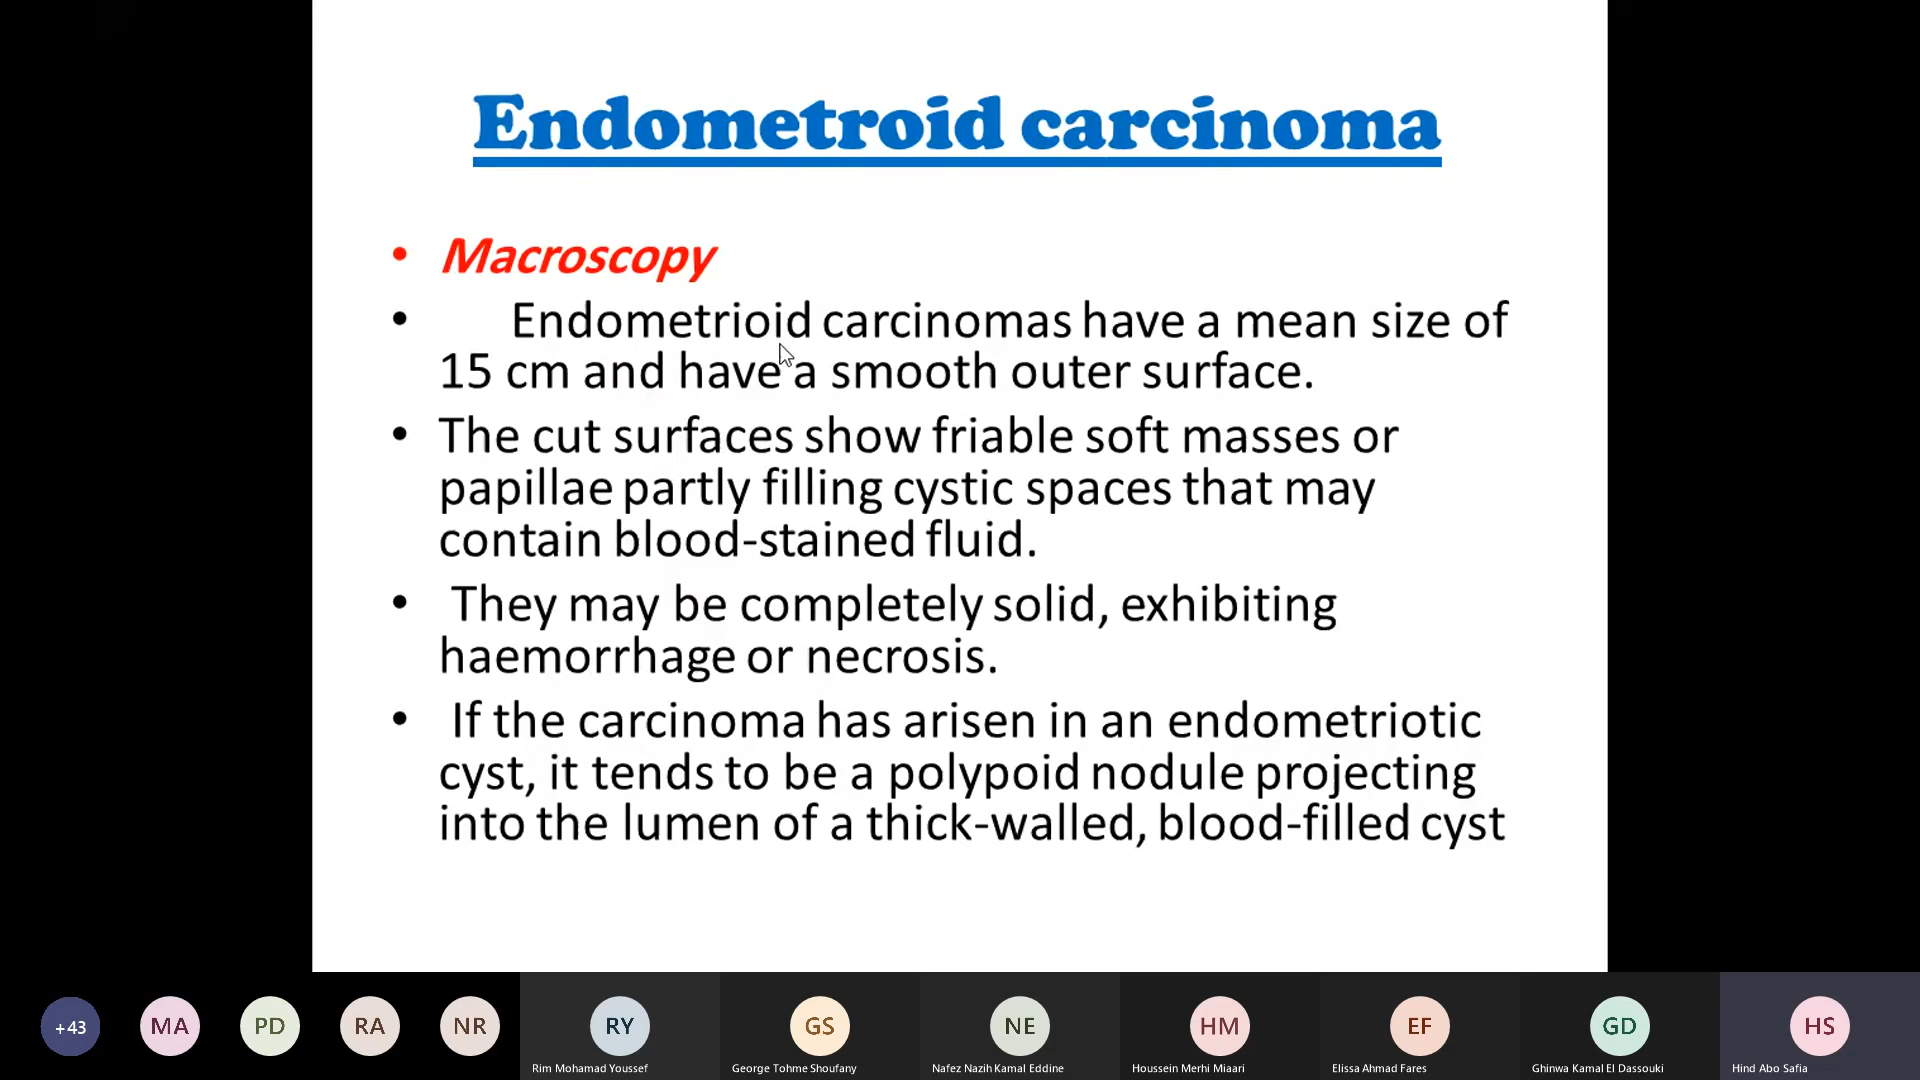 Endometroid carcinoma
• Macroscopy
• Endometrioid carcinomas have a mean size of
15 cm and have a smooth outer surface.
• The cut surfaces show friable soft masses or
papillae partly filling cystic spaces that may
contain blood-stained fluid.
• They may be completely solid, exhibiting
haemorrhage or necrosis.
• If the carcinoma has arisen in an endometriotic
cyst, it tends to be a polypoid nodule projecting
into the lumen of a thick-walled, blood-filled cyst
+43 MA PD RA NR RY GS NE HM EF GD HS
Rim Mohamad Youssef George Tohme Shoufany Nafez Nazih Kamal Eddine Houssein Merhi Miaari Elissa Ahmad Fares Ghinwa Kamal El Dassouki Hind Abo Safia